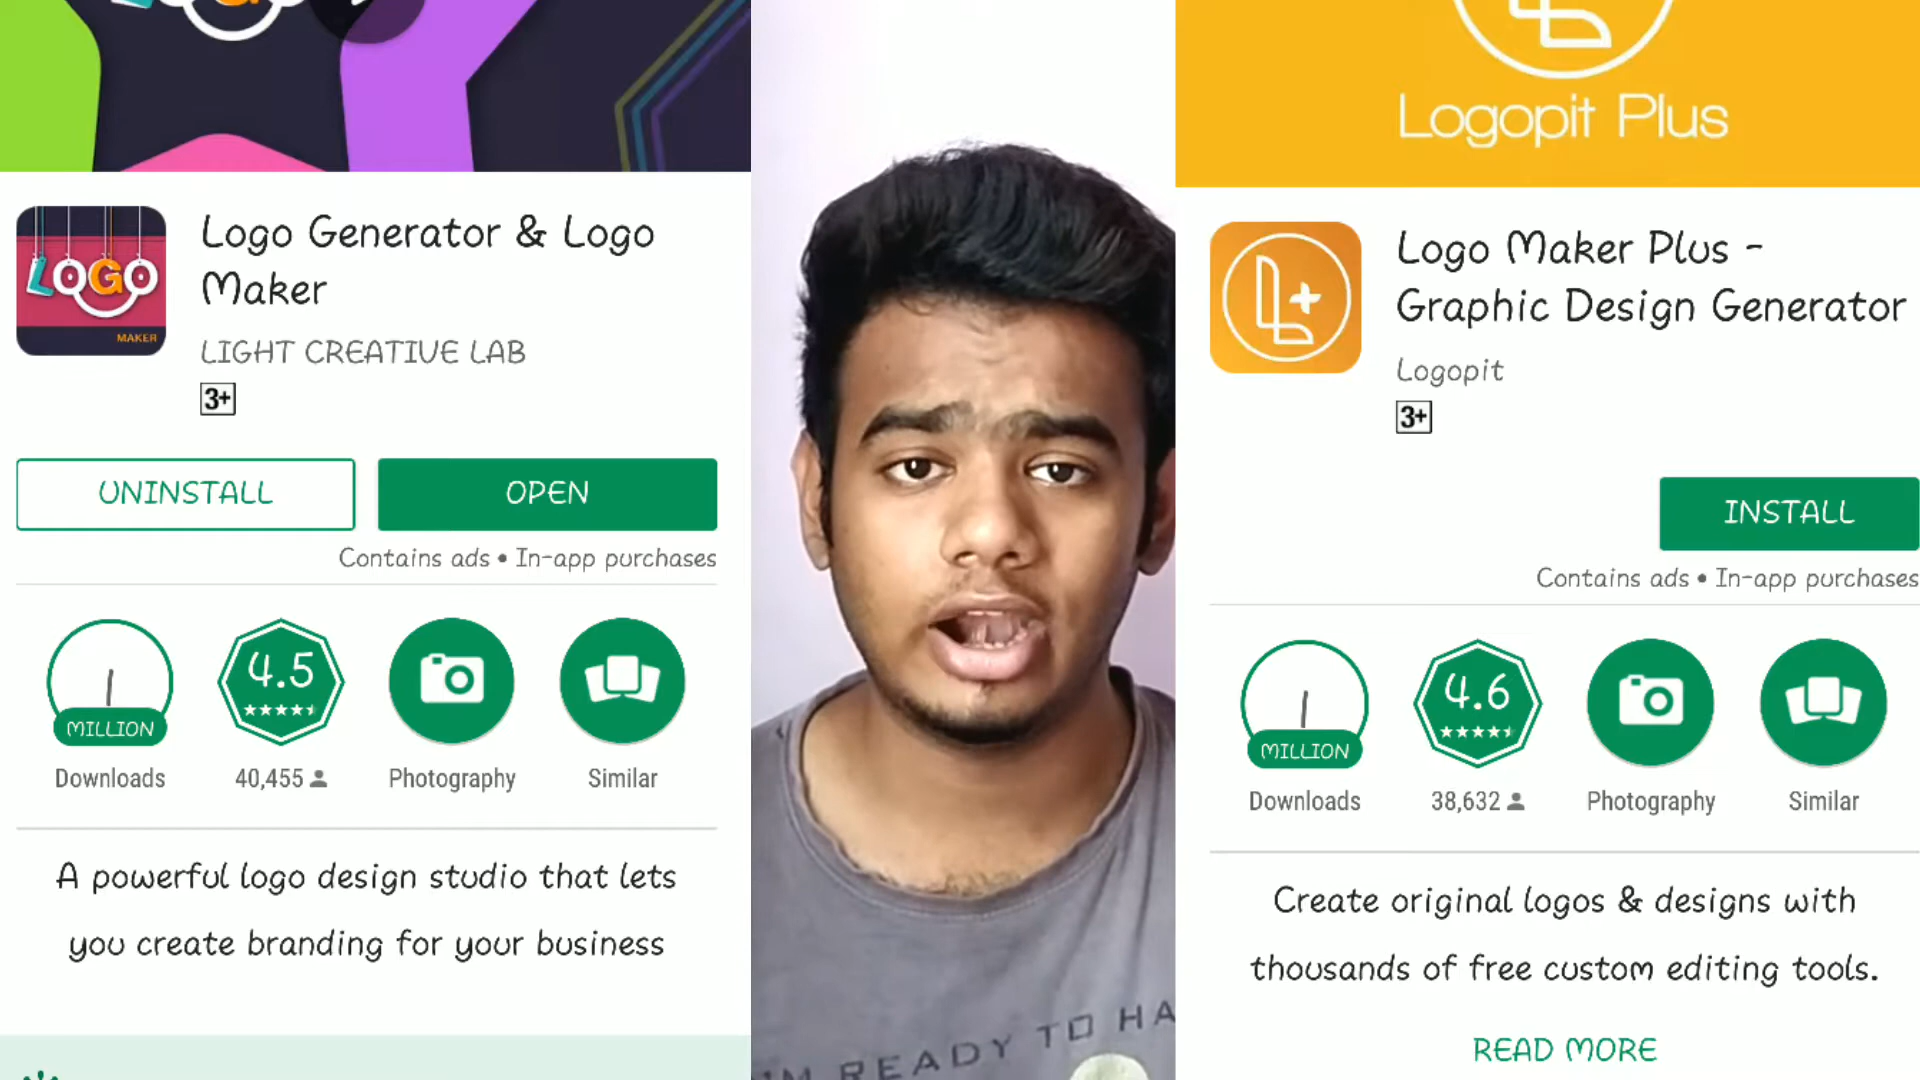 Logo Generator & Logo
Maker
LOGO
MAKER
LIGHT CREATIVE LAB
3+
UNINSTALL
OPEN
Contains ads • In-app purchases
1
MILLION
Downloads
4.5
40,455
Photography
Similar
A powerful logo design studio that lets
you create branding for your business
I'M READY TO HA
Logopit Plus
Logo Maker Plus -
Graphic Design Generator
L+
Logopit
3+
INSTALL
Contains ads • In-app purchases
1
MILLION
Downloads
4.6
38,632
Photography
Similar
Create original logos & designs with
thousands of free custom editing tools.
READ MORE